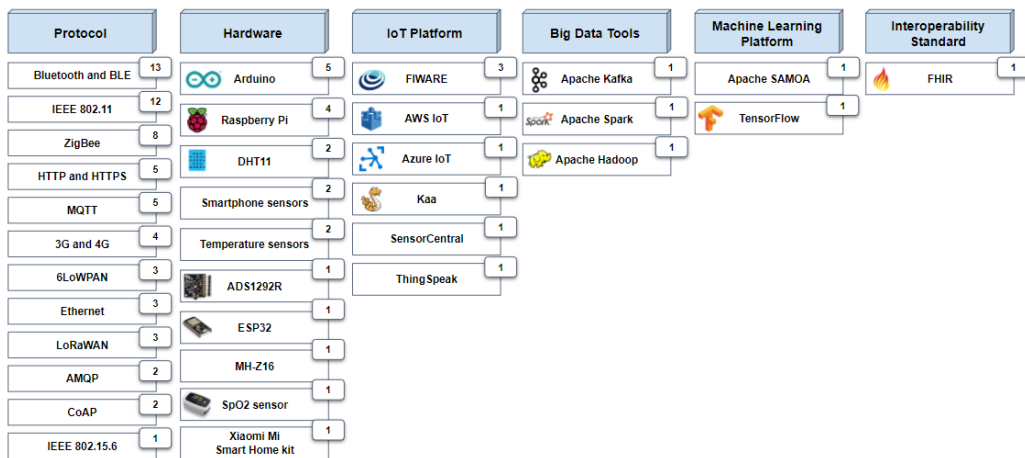 Protocol
Bluetooth and BLE 13
IEEE 802.11 12
ZigBee 8
HTTP and HTTPS 5
MQTT 5
3G and 4G 4
6LoWPAN 3
Ethernet 3
LoRaWAN 3
AMQP 2
CoAP 2
IEEE 802.15.6 1
Hardware
Arduino 5
Raspberry Pi 4
DHT11 2
Smartphone sensors 2
Temperature sensors 2
ADS1292R 1
ESP32 1
MH-Z16 1
SpO2 sensor 1
Xiaomi Mi 1
Smart Home kit
IoT Platform
FIWARE 3
AWS IoT 1
Azure IoT 1
Kaa 1
SensorCentral 1
ThingSpeak 1
Big Data Tools
Apache Kafka 1
Spark Apache Spark 1
Apache Hadoop 1
Machine Learning
Platform
Apache SAMOA 1
TensorFlow 1
Interoperability
Standard
FHIR 1